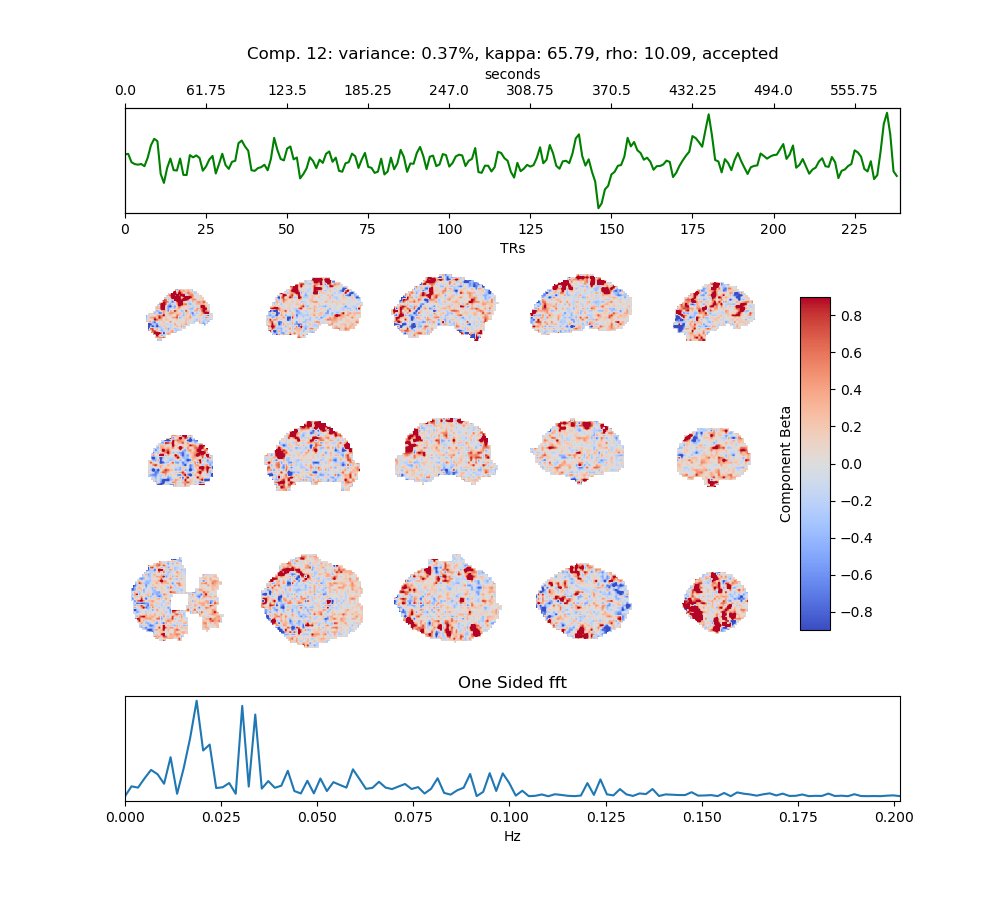 Comp. 12: variance: 0.37%, kappa: 65.79, rho: 10.09, accepted
seconds
0.0 61.75 123.5 185.25 247.0 308.75 370.5 432.25 494.0 555.75
0 25 50 75 100 125 150 175 200 225
TRs
0.8
0.6
0.4
0.2
0.0
−0.2
−0.4
−0.6
−0.8
Component Beta
One Sided fft
0.000 0.025 0.050 0.075 0.100 0.125 0.150 0.175 0.200
Hz